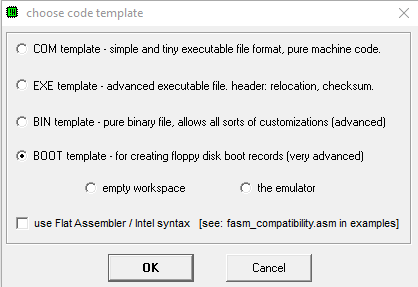 choose code template
COM template - simple and tiny executable file format, pure machine code.
EXE template - advanced executable file. header: relocation, checksum.
BIN template - pure binary file, allows all sorts of customizations (advanced)
BOOT template - for creating floppy disk boot records (very advanced)
empty workspace the emulator
use Flat Assembler / Intel syntax [see: fasm_compatibility.asm in examples]
OK Cancel